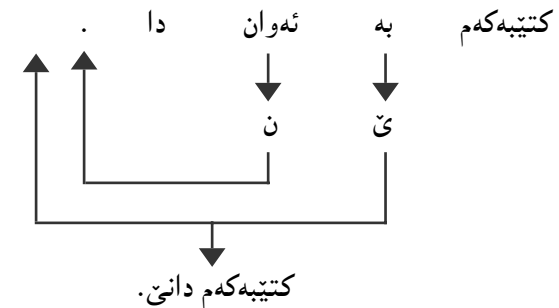 کتێبەکەم بە ئەوان دا .
ێ ن
کتێبەکەم دانێ.